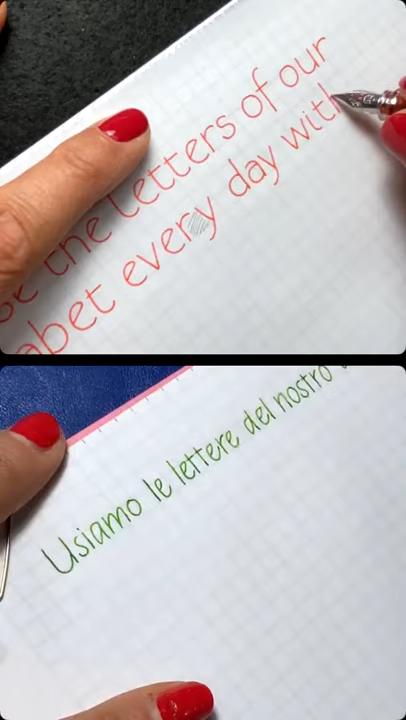 the letters of our
every day with
Usiamo le lettere del nostro